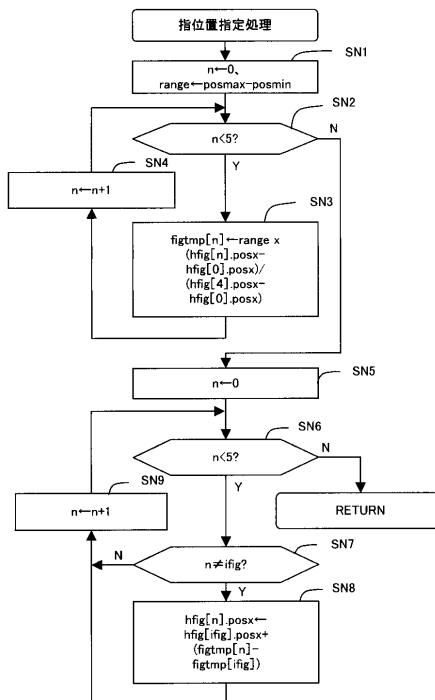 指位置指定処理
SN1
n←0、
range←posmax-posmin
SN2
n<5?
N
Y
SN4
n←n+1
SN3
figtmp[n]←range x
(hfig[n].posx-
hfig[0].posx)/
(hfig[4].posx-
hfig[0].posx)
SN5
n←0
SN6
n<5?
N
Y
SN9
n←n+1
RETURN
SN7
n≠ifig?
N
Y
SN8
hfig[n].posx←
hfig[ifig].posx+
(figtmp[n]-
figtmp[ifig])